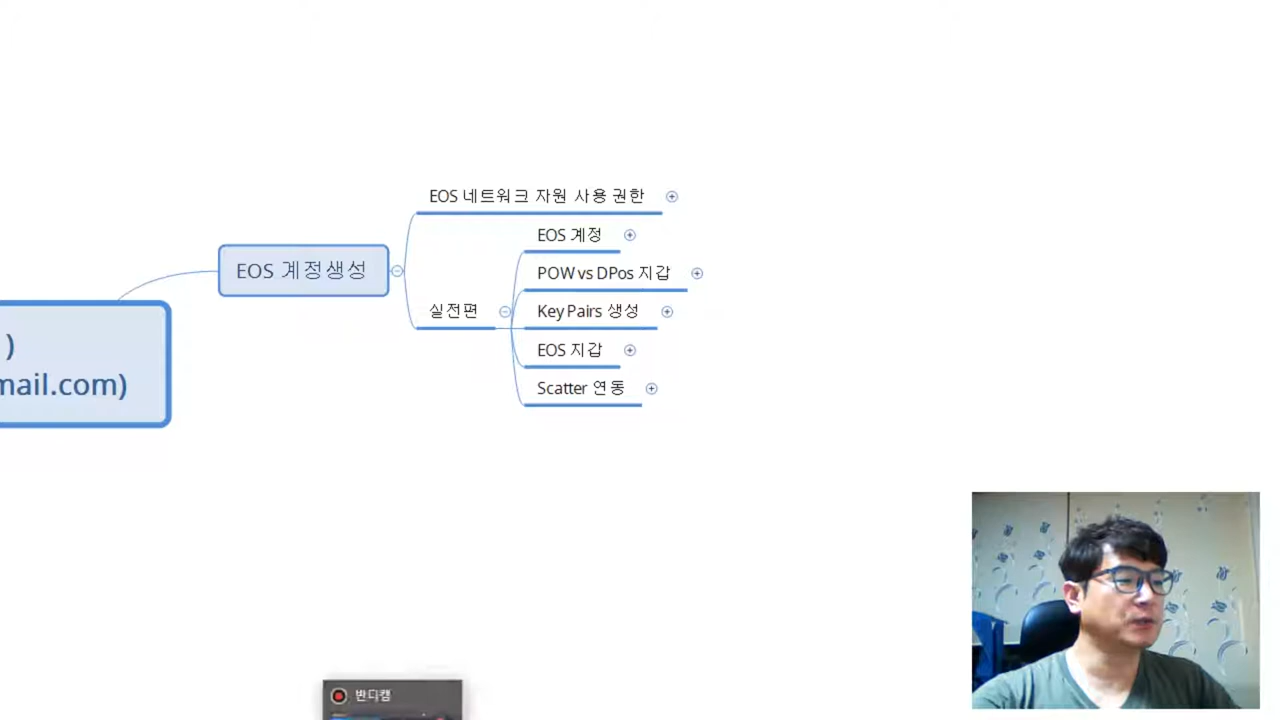 EOS 네트워크 자원 사용 권한
EOS 계정
EOS 계정생성
POW vs DPos 지갑
실전편
Key Pairs 생성
)
EOS 지갑
mail.com)
Scatter 연동
반디캠